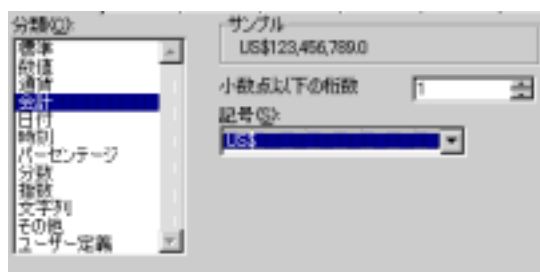 分類(C):
標準
数値
通貨
会計
日付
時刻
パーセンテージ
分数
指数
文字列
その他
ユーザー定義
サンプル
US$123,456,789.0
小数点以下の桁数
1
記号(S):
US$